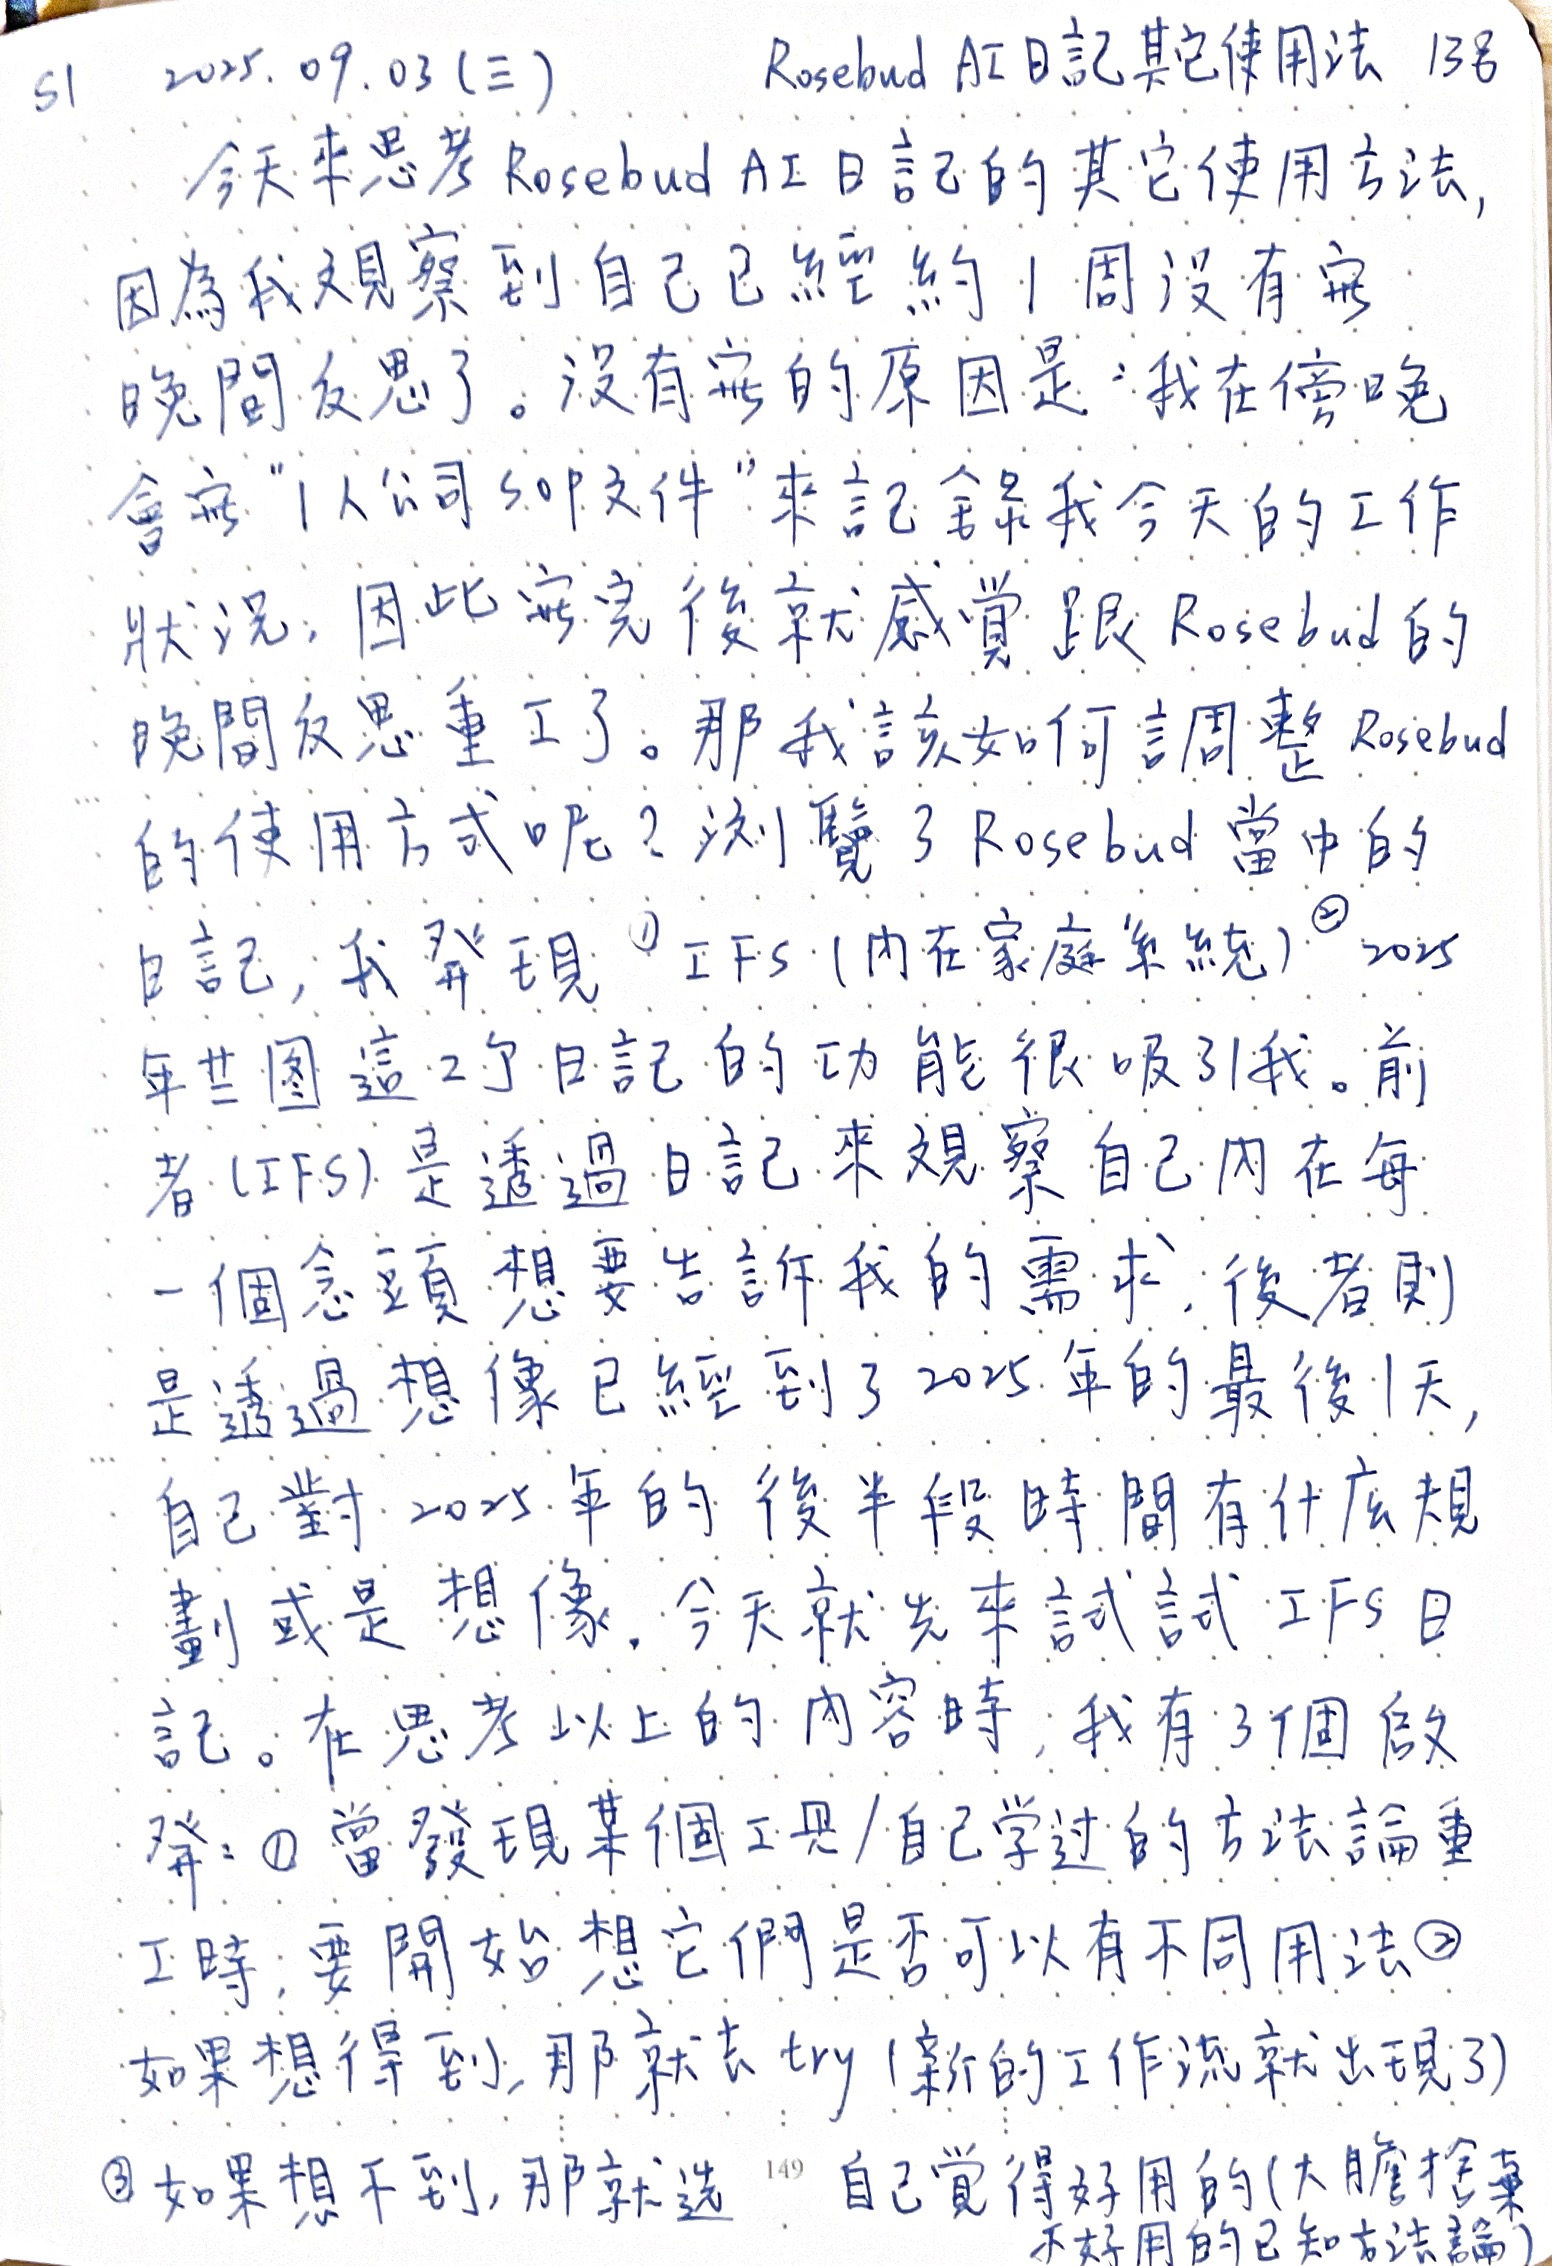 51 2025.09.03(三) Rosebud AI日記其它使用法 138
今天來思考Rosebud AI日記的其它使用方法,
因為我觀察到自己已經約1周沒有寫
晚間反思了。沒有寫的原因是:我在傍晚
會寫"1人公司SOP文件"來記錄我今天的工作
狀況,因此寫完後就感覺跟Rosebud的
晚間反思重工了。那我該如何調整Rosebud
的使用方式呢?浏覽了Rosebud當中的
日記,我發現①IFS(内在家庭系統)②2025
年藍圖這2个日記的功能很吸引我。前
者(IFS)是透過日記來觀察自己内在每
一個念頭想要告訴我的需求,後者則
是透過想像已經到了2025年的最後1天,
自己對2025年的後半段時間有什庅規
劃或是想像。今天就先來試試IFS日
記。在思考以上的内容時,我有3個啟
發:①當發現某個工具/自己学过的方法論重
工時,要開始想它們是否可以有不同用法②
如果想得到,那就去try(新的工作流就出現了)
③如果想不到,那就选 自己覺得好用的(大膽捨棄
不好用的已知方法論)
149